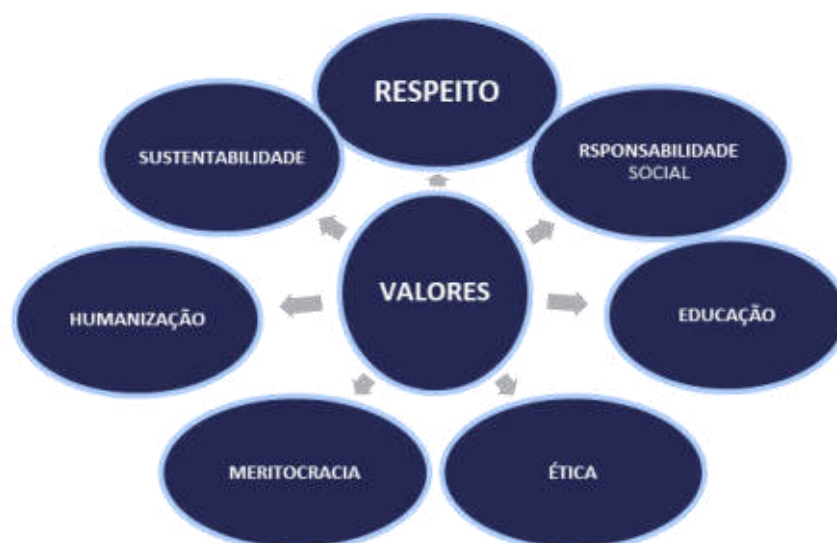 RESPEITO
SUSTENTABILIDADE
RSPONSABILIDADE
SOCIAL
VALORES
HUMANIZAÇÃO
EDUCAÇÃO
MERITOCRACIA
ÉTICA